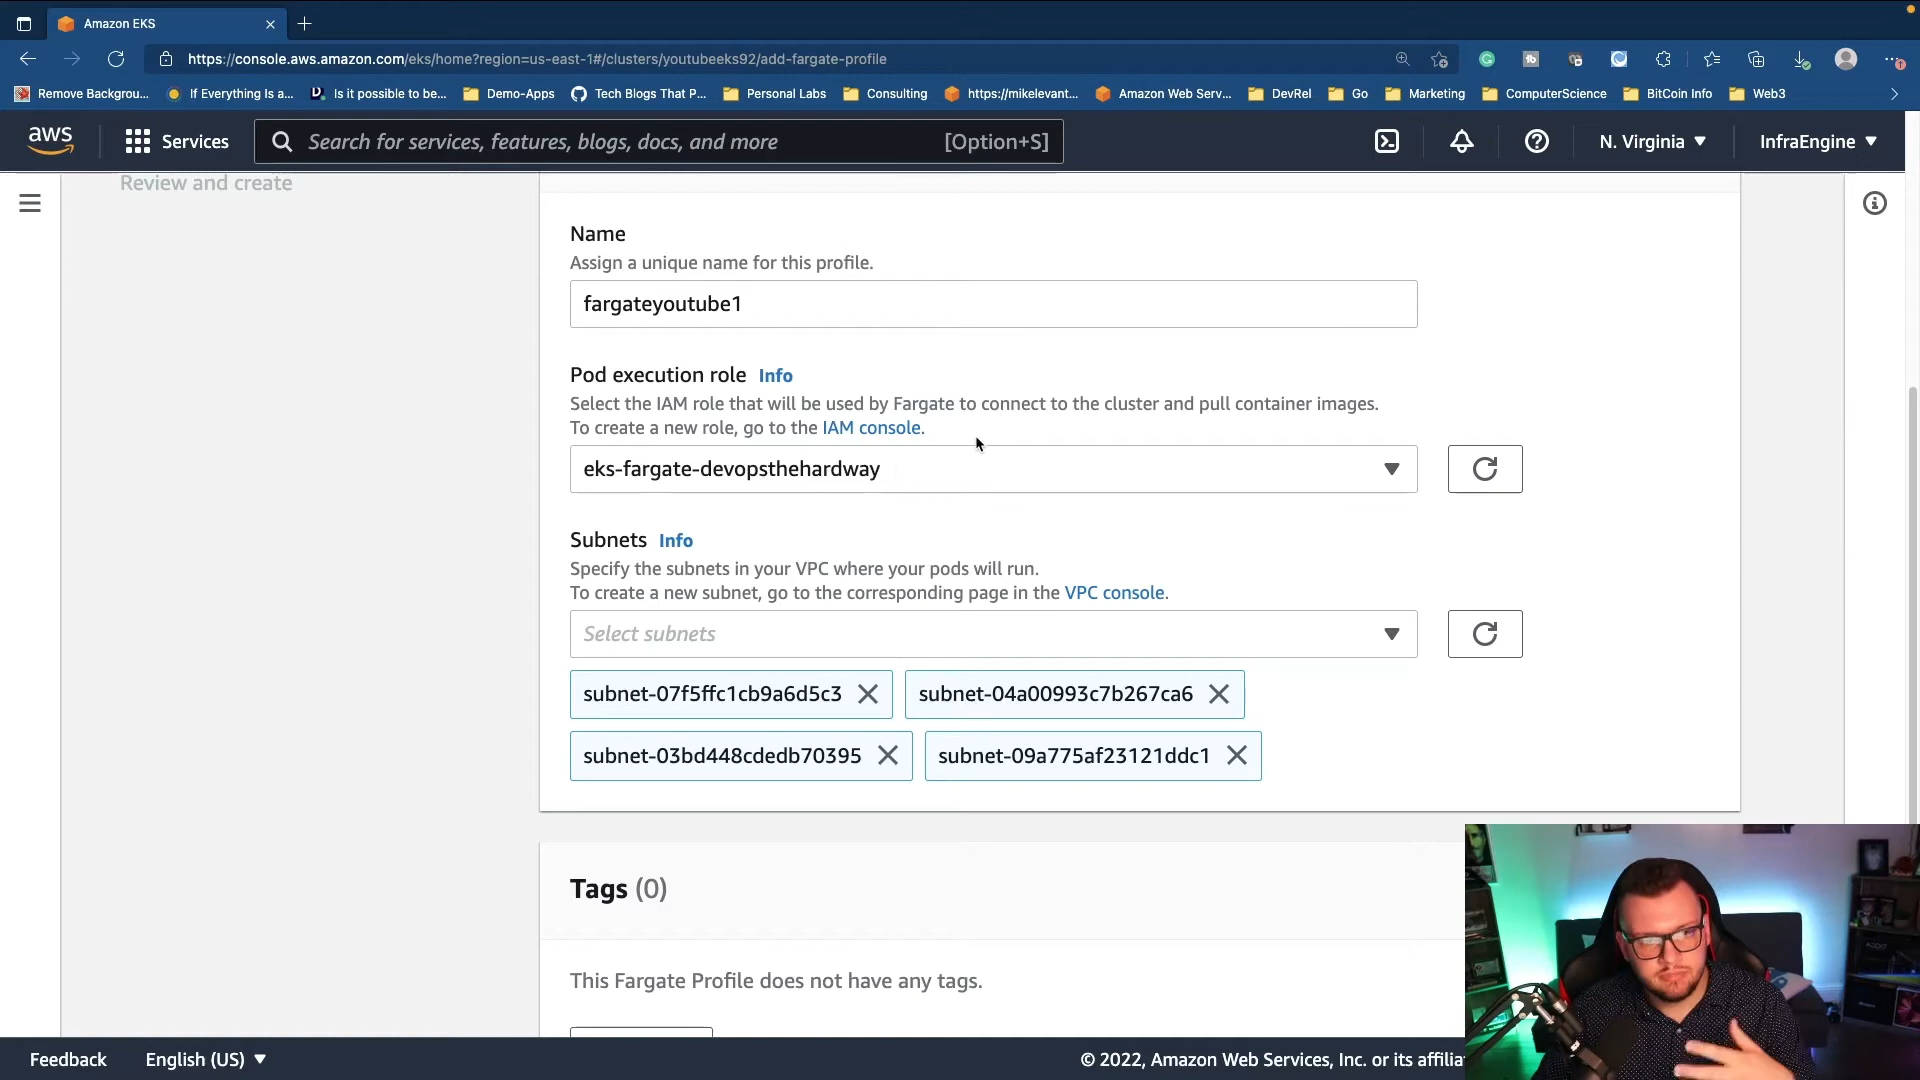 Amazon EKS
https://console.aws.amazon.com/eks/home?region=us-east-1#/clusters/youtubeeks92/add-fargate-profile
Remove Backgrou... If Everything Is a... Is it possible to be... Demo-Apps Tech Blogs That P... Personal Labs Consulting https://mikelevant... Amazon Web Serv... DevRel Go Marketing ComputerScience BitCoin Info Web3
aws Services Search for services, features, blogs, docs, and more [Option+S] N. Virginia InfraEngine
Review and create
Name
Assign a unique name for this profile.
fargateyoutube1
Pod execution role Info
Select the IAM role that will be used by Fargate to connect to the cluster and pull container images.
To create a new role, go to the IAM console.
eks-fargate-devopsthehardway
Subnets Info
Specify the subnets in your VPC where your pods will run.
To create a new subnet, go to the corresponding page in the VPC console.
Select subnets
subnet-07f5ffc1cb9a6d5c3 subnet-04a00993c7b267ca6
subnet-03bd448cdedb70395 subnet-09a775af23121ddc1
Tags (0)
This Fargate Profile does not have any tags.
Feedback English (US) © 2022, Amazon Web Services, Inc. or its affilia